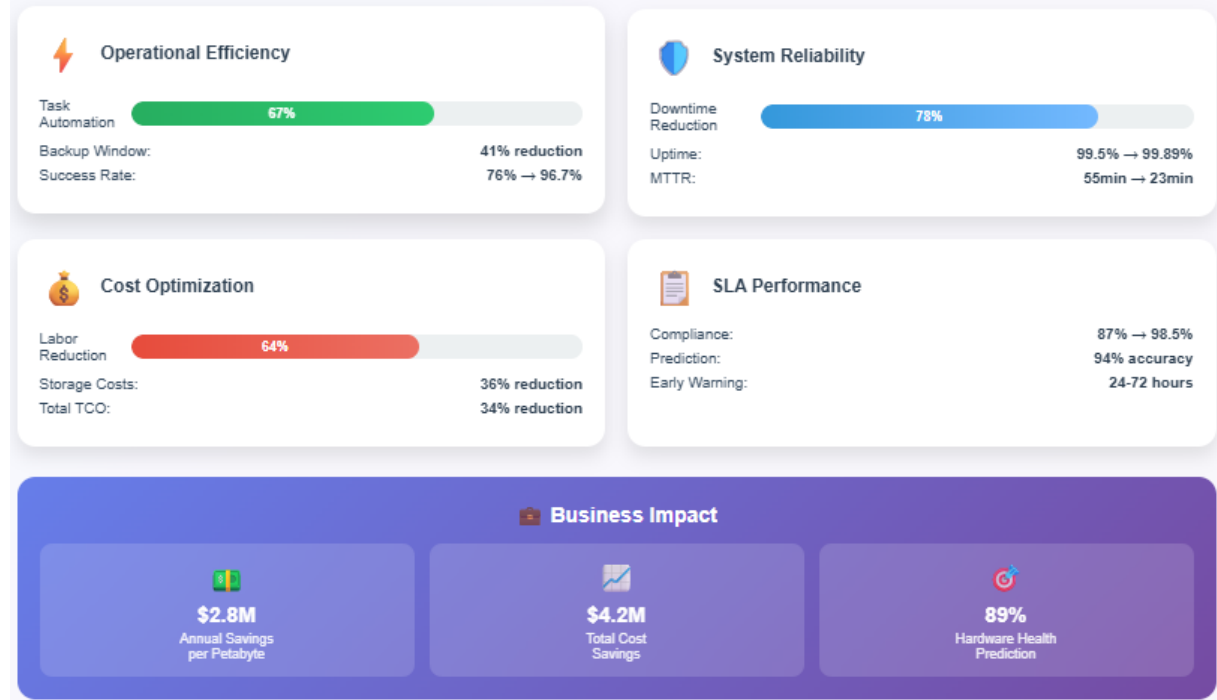 Operational Efficiency
Task
Automation
67%
Backup Window:
41% reduction
Success Rate:
76% → 96.7%
System Reliability
Downtime
Reduction
78%
Uptime:
99.5% → 99.89%
MTTR:
55min → 23min
Cost Optimization
Labor
Reduction
64%
Storage Costs:
36% reduction
Total TCO:
34% reduction
SLA Performance
Compliance:
87% → 98.5%
Prediction:
94% accuracy
Early Warning:
24-72 hours
Business Impact
$2.8M
Annual Savings
per Petabyte
$4.2M
Total Cost
Savings
89%
Hardware Health
Prediction